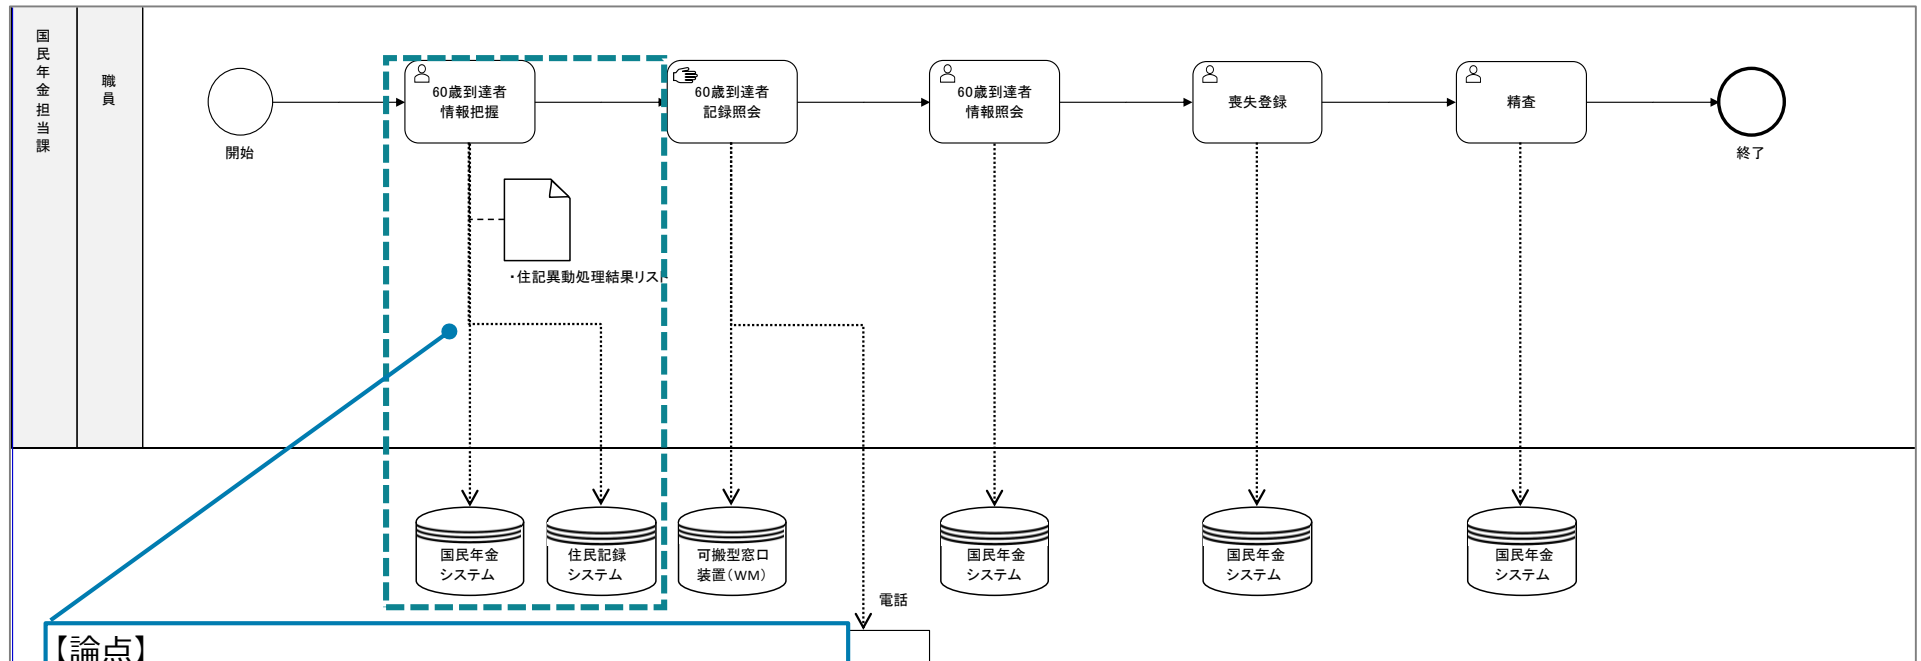 国民年金担当課
職員
開始
60歳到達者
情報把握
60歳到達者
記録照会
60歳到達者
情報照会
喪失登録
精査
終了
・住記異動処理結果リスト
国民年金
システム
住民記録
システム
可搬型窓口
装置(WM)
国民年金
システム
国民年金
システム
国民年金
システム
電話
【論点】